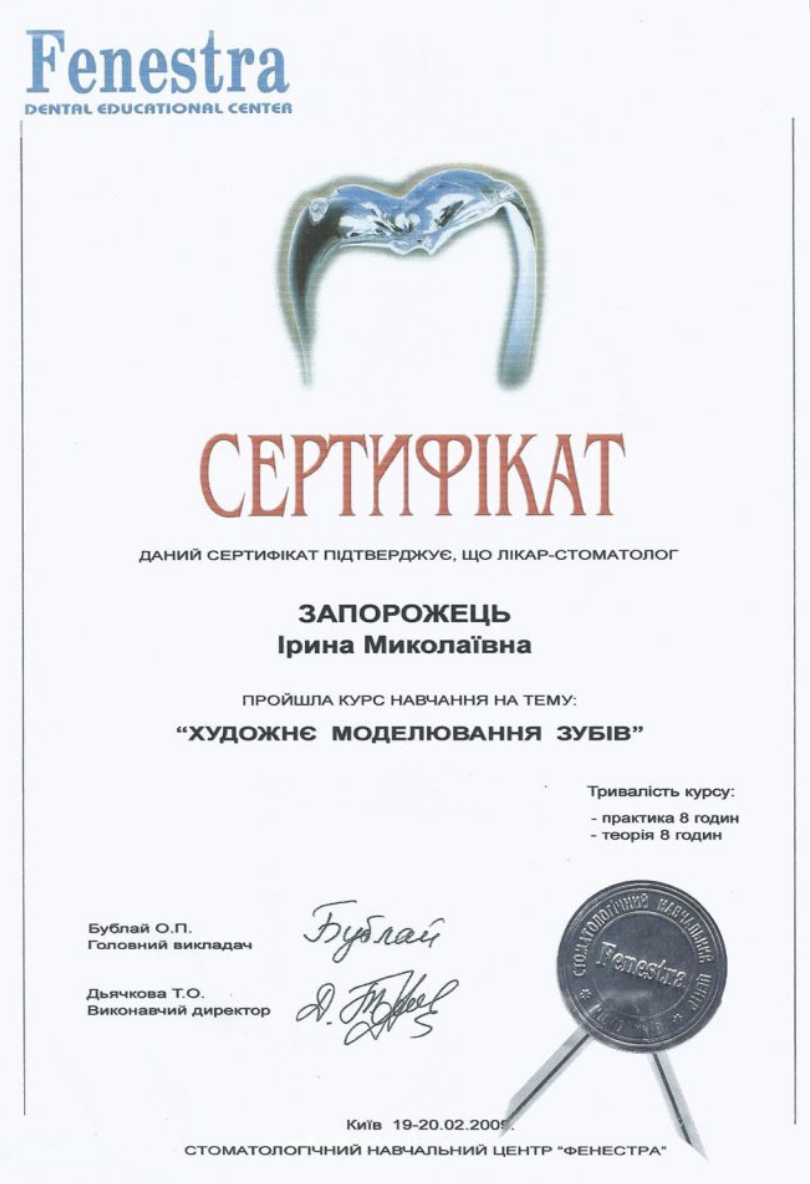 Fenestra
DENTAL EDUCATIONAL CENTER
СЕРТИФІКАТ
ДАНИЙ СЕРТИФІКАТ ПІДТВЕРДЖУЄ, ЩО ЛІКАР-СТОМАТОЛОГ
ЗАПОРОЖЕЦЬ
Ірина Миколаївна
ПРОЙШЛА КУРС НАВЧАННЯ НА ТЕМУ:
“ХУДОЖНЄ МОДЕЛЮВАННЯ ЗУБІВ”
Тривалість курсу:
- практика 8 годин
- теорія 8 годин
Бублай О.П.
Головний викладач
Бублай
Дьячкова Т.О.
Виконавчий директор
СТОМАТОЛОГІЧНИЙ НАВЧАЛЬНИЙ ЦЕНТР
Fenestra
Київ 19-20.02.2009.
СТОМАТОЛОГІЧНИЙ НАВЧАЛЬНИЙ ЦЕНТР "ФЕНЕСТРА"